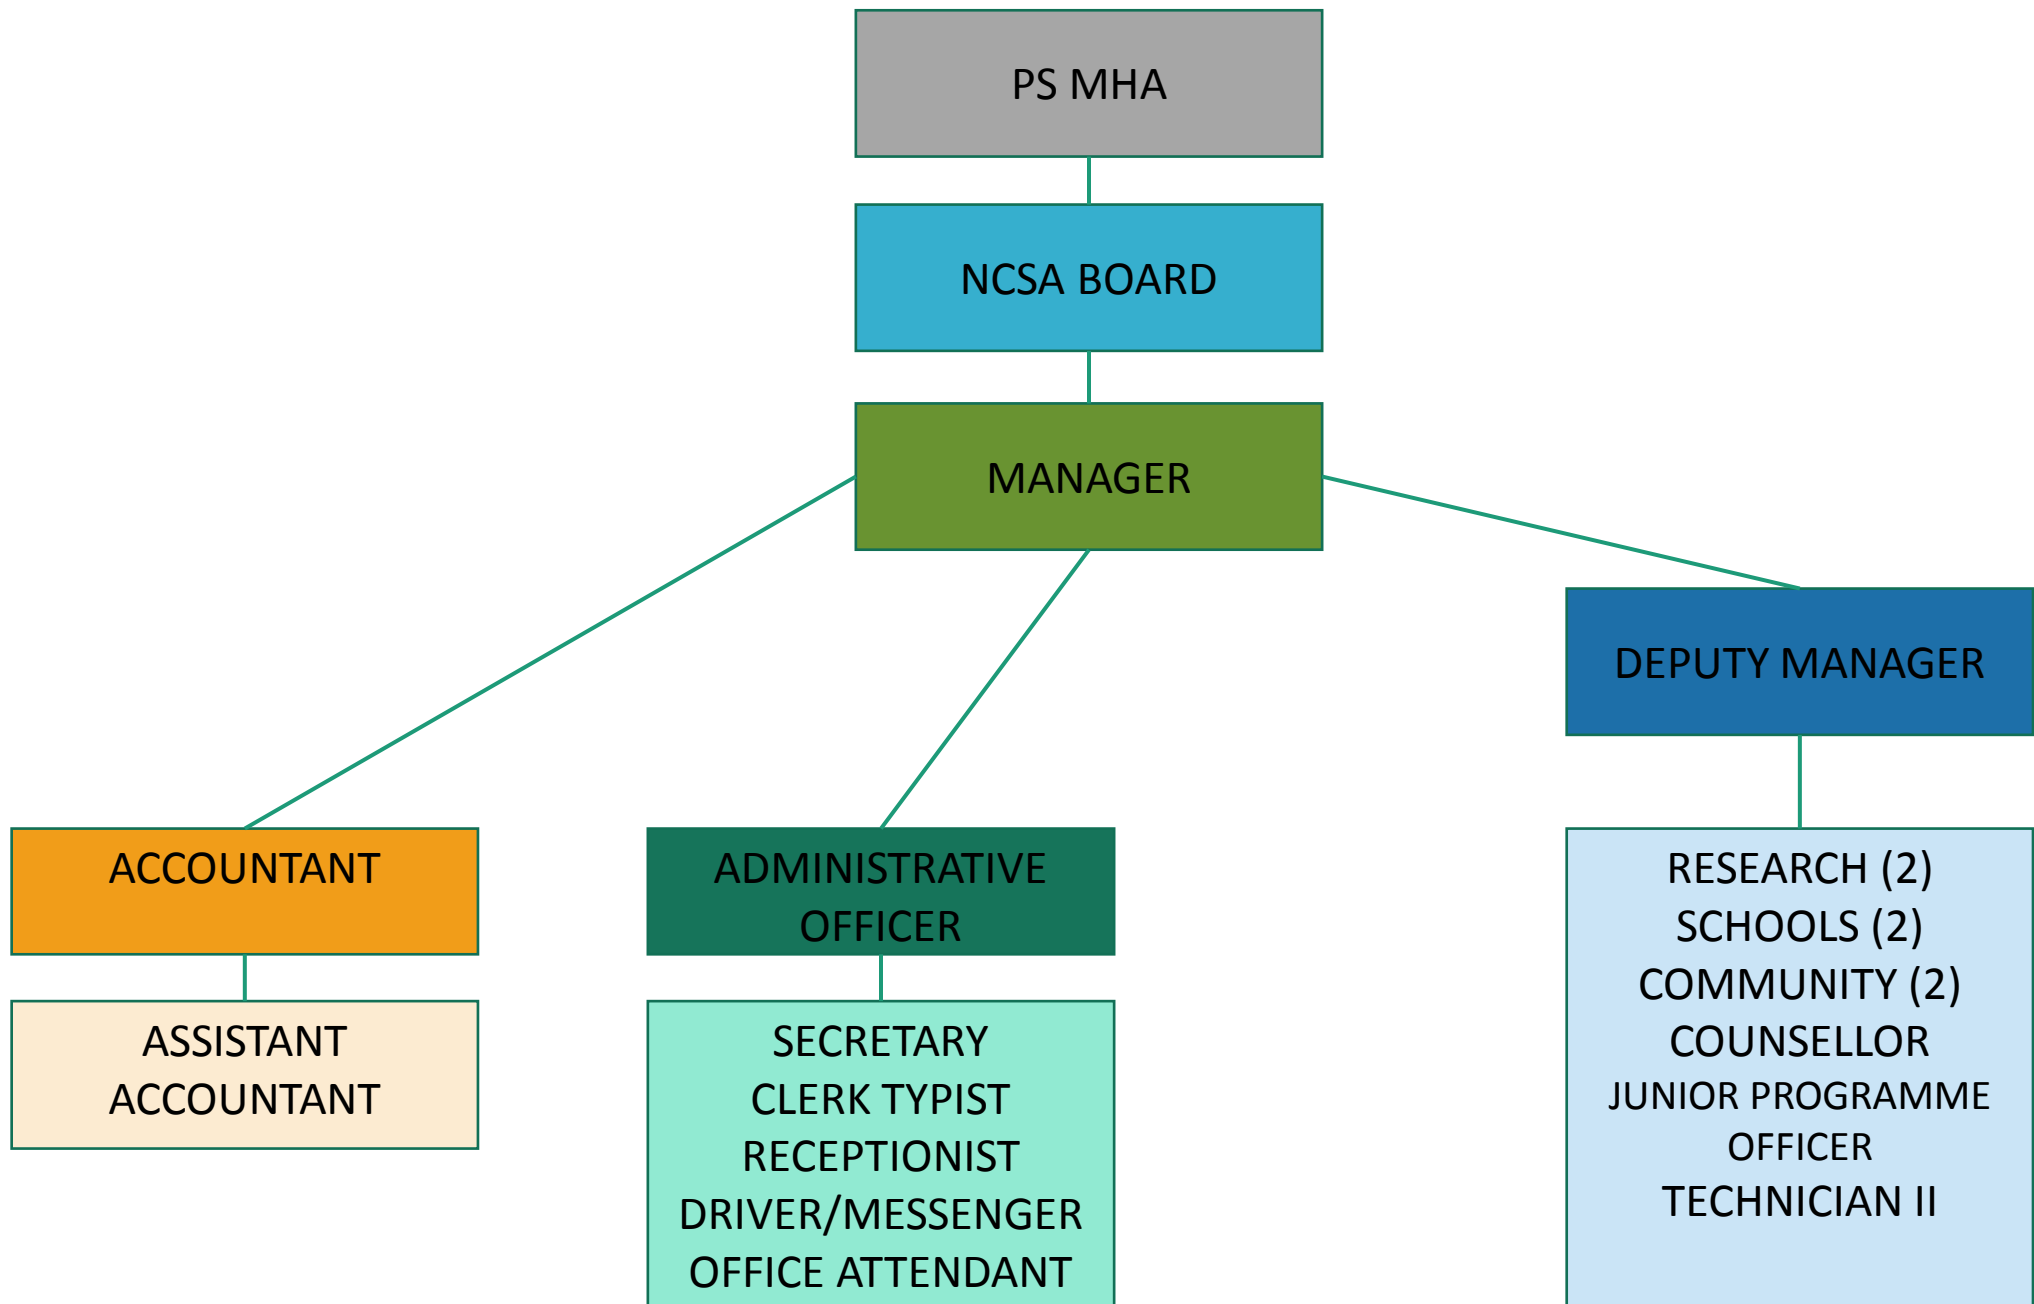 PS MHA
NCSA BOARD
MANAGER
DEPUTY MANAGER
ACCOUNTANT
ADMINISTRATIVE
OFFICER
ASSISTANT
ACCOUNTANT
SECRETARY
CLERK TYPIST
RECEPTIONIST
DRIVER/MESSENGER
OFFICE ATTENDANT
RESEARCH (2)
SCHOOLS (2)
COMMUNITY (2)
COUNSELLOR
JUNIOR PROGRAMME
OFFICER
TECHNICIAN II